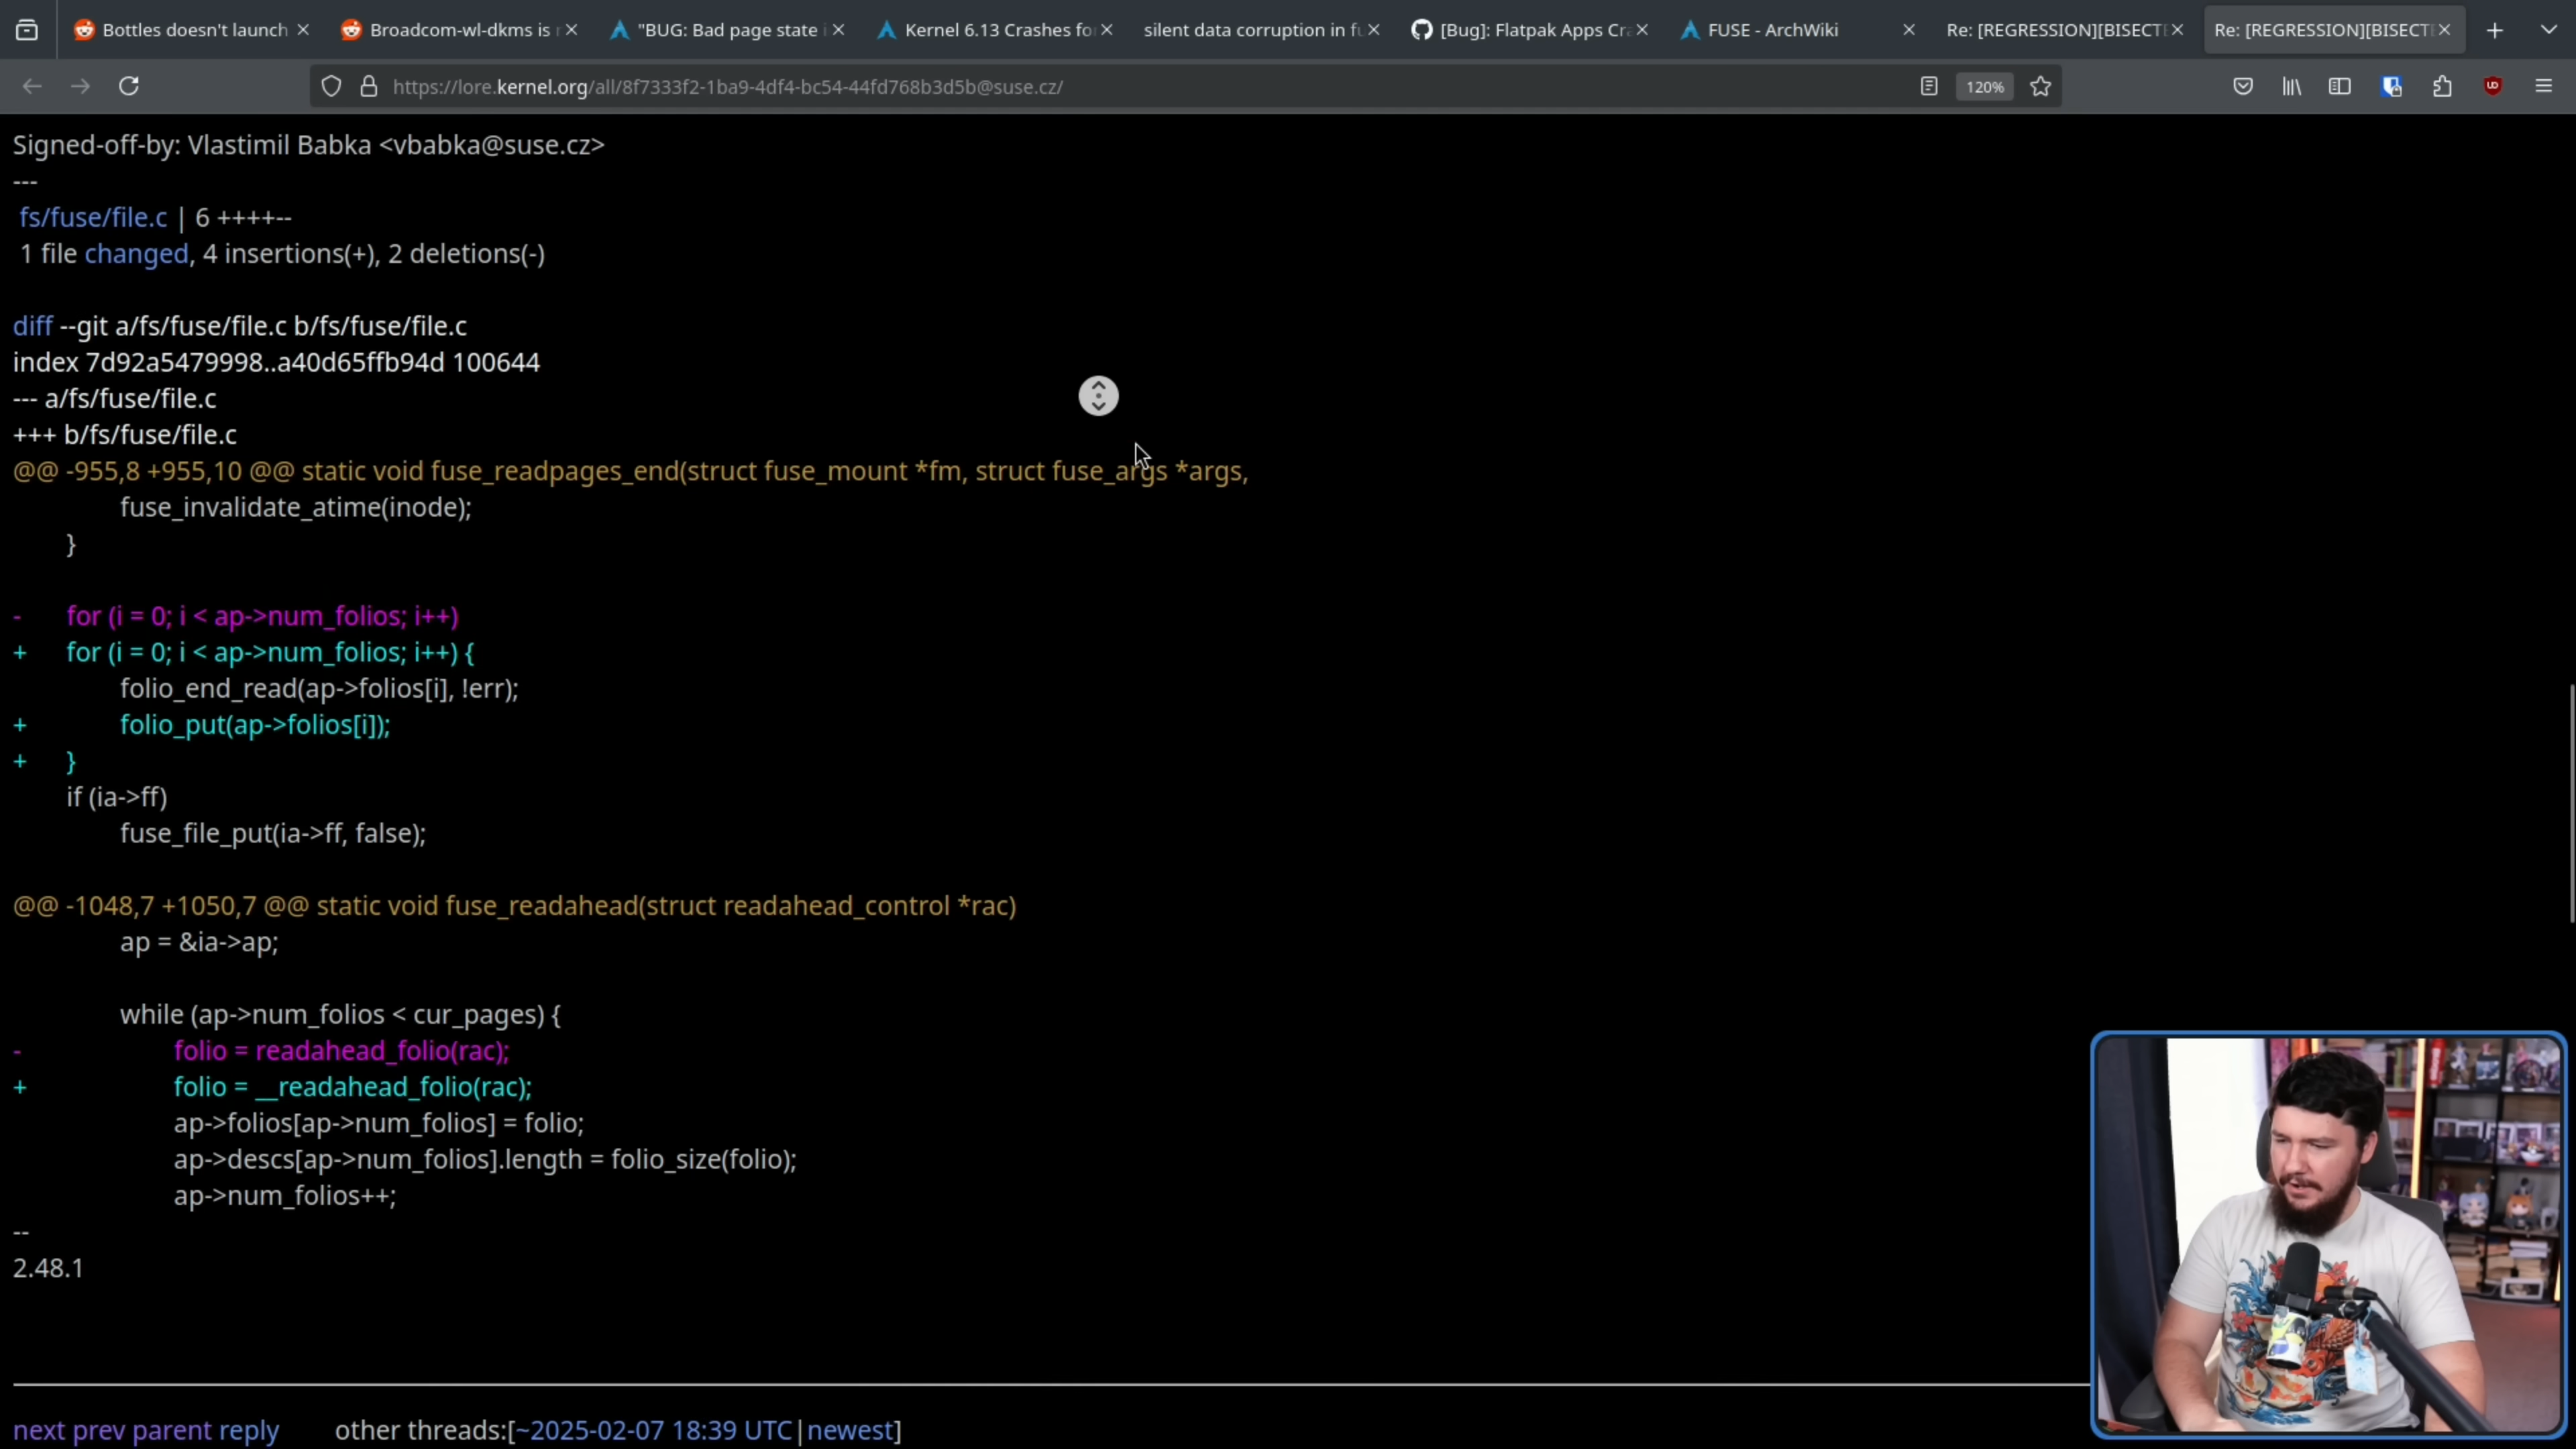 Bottles doesn't launch
Broadcom-wl-dkms is
"BUG: Bad page state
Kernel 6.13 Crashes fo
silent data corruption in fu
[Bug]: Flatpak Apps Cra
FUSE - ArchWiki
Re: [REGRESSION][BISECTE
Re: [REGRESSION][BISECTE
https://lore.kernel.org/all/8f7333f2-1ba9-4df4-bc54-44fd768b3d5b@suse.cz/
120%
Signed-off-by: Vlastimil Babka <vbabka@suse.cz>
---
fs/fuse/file.c | 6 ++++--
1 file changed, 4 insertions(+), 2 deletions(-)
diff --git a/fs/fuse/file.c b/fs/fuse/file.c
index 7d92a5479998..a40d65ffb94d 100644
--- a/fs/fuse/file.c
+++ b/fs/fuse/file.c
@@ -955,8 +955,10 @@ static void fuse_readpages_end(struct fuse_mount *fm, struct fuse_args *args,
fuse_invalidate_atime(inode);
}
- for (i = 0; i < ap->num_folios; i++)
+ for (i = 0; i < ap->num_folios; i++) {
folio_end_read(ap->folios[i], !err);
+ folio_put(ap->folios[i]);
+ }
if (ia->ff)
fuse_file_put(ia->ff, false);
@@ -1048,7 +1050,7 @@ static void fuse_readahead(struct readahead_control *rac)
ap = &ia->ap;
while (ap->num_folios < cur_pages) {
- folio = readahead_folio(rac);
+ folio = __readahead_folio(rac);
ap->folios[ap->num_folios] = folio;
ap->descs[ap->num_folios].length = folio_size(folio);
ap->num_folios++;
--
2.48.1
next prev parent reply other threads:[~2025-02-07 18:39 UTC|newest]